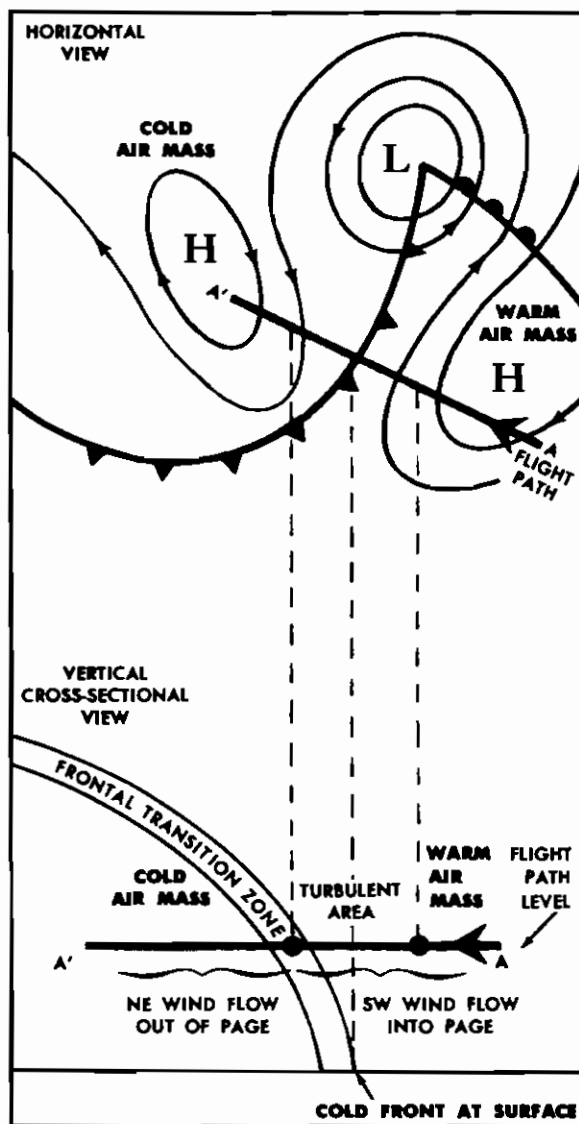 HORIZONTAL
VIEW
COLD
AIR MASS
L
H
A'
WARM
AIR MASS
H
A
FLIGHT
PATH
VERTICAL
CROSS-SECTIONAL
VIEW
FRONTAL TRANSITION ZONE
COLD
AIR MASS
TURBULENT
AREA
WARM
AIR
MASS
FLIGHT
PATH
LEVEL
A'
A
NE WIND FLOW
OUT OF PAGE
SW WIND FLOW
INTO PAGE
COLD FRONT AT SURFACE